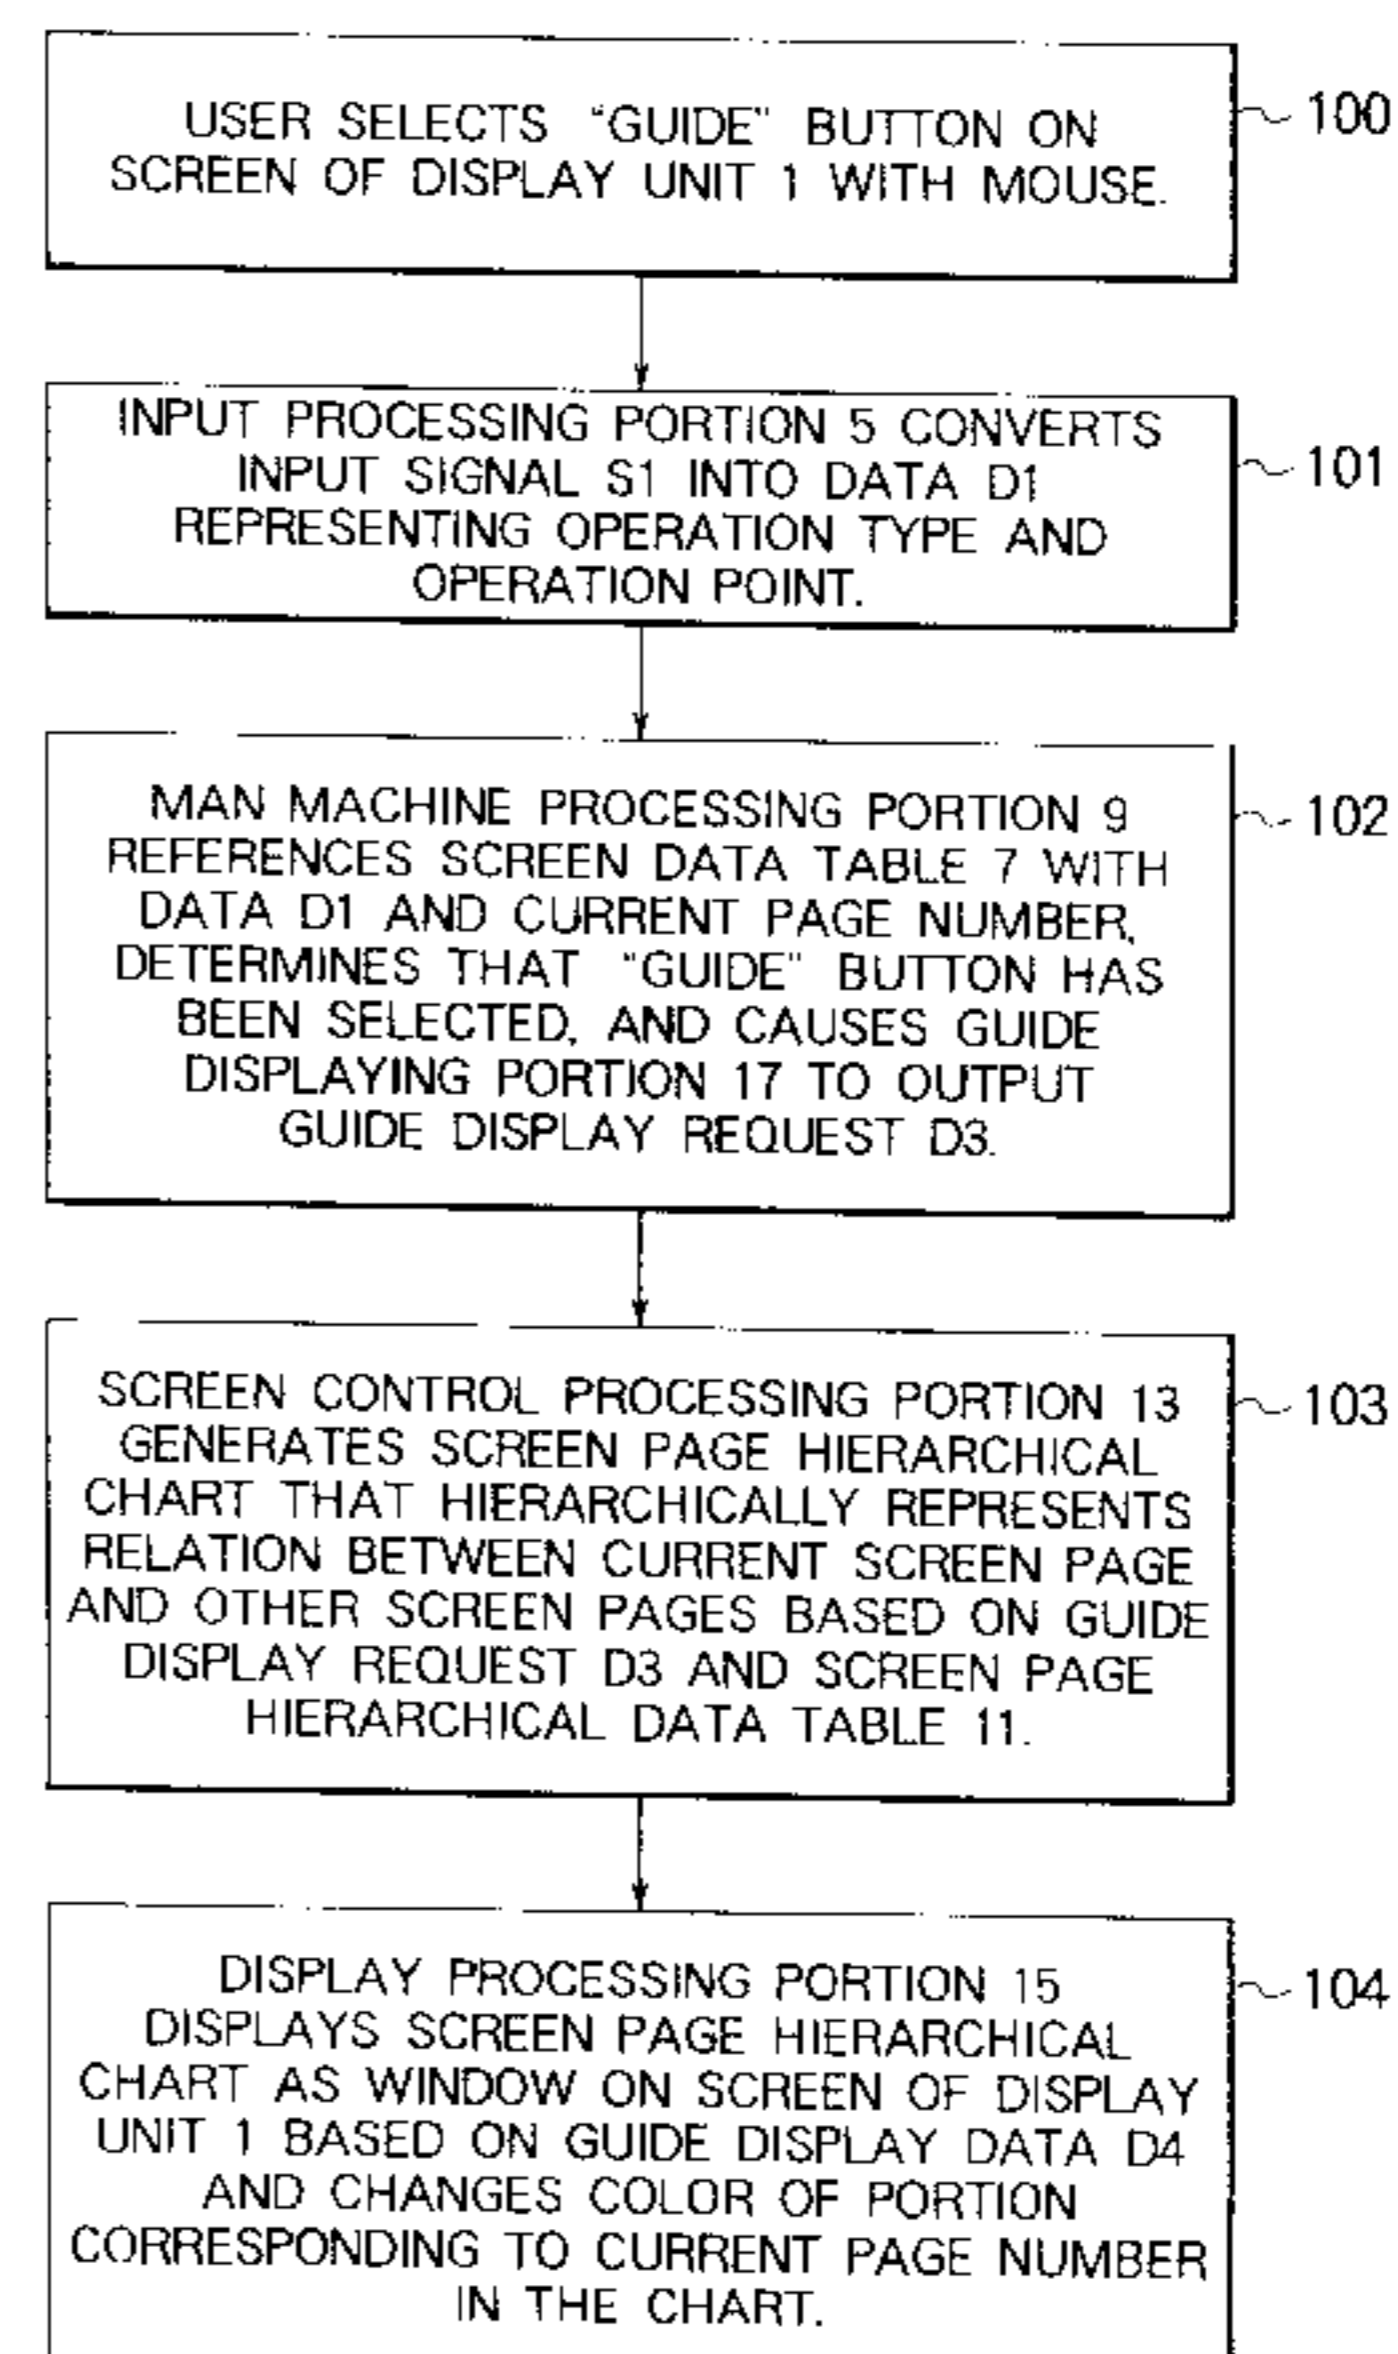 USER SELECTS "GUIDE" BUTTON ON
SCREEN OF DISPLAY UNIT 1 WITH MOUSE.
100
INPUT PROCESSING PORTION 5 CONVERTS
INPUT SIGNAL S1 INTO DATA D1
REPRESENTING OPERATION TYPE AND
OPERATION POINT.
101
MAN MACHINE PROCESSING PORTION 9
REFERENCES SCREEN DATA TABLE 7 WITH
DATA D1 AND CURRENT PAGE NUMBER,
DETERMINES THAT "GUIDE" BUTTON HAS
BEEN SELECTED, AND CAUSES GUIDE
DISPLAYING PORTION 17 TO OUTPUT
GUIDE DISPLAY REQUEST D3.
102
SCREEN CONTROL PROCESSING PORTION 13
GENERATES SCREEN PAGE HIERARCHICAL
CHART THAT HIERARCHICALLY REPRESENTS
RELATION BETWEEN CURRENT SCREEN PAGE
AND OTHER SCREEN PAGES BASED ON GUIDE
DISPLAY REQUEST D3 AND SCREEN PAGE
HIERARCHICAL DATA TABLE 11.
103
DISPLAY PROCESSING PORTION 15
DISPLAYS SCREEN PAGE HIERARCHICAL
CHART AS WINDOW ON SCREEN OF DISPLAY
UNIT 1 BASED ON GUIDE DISPLAY DATA D4
AND CHANGES COLOR OF PORTION
CORRESPONDING TO CURRENT PAGE NUMBER
IN THE CHART.
104